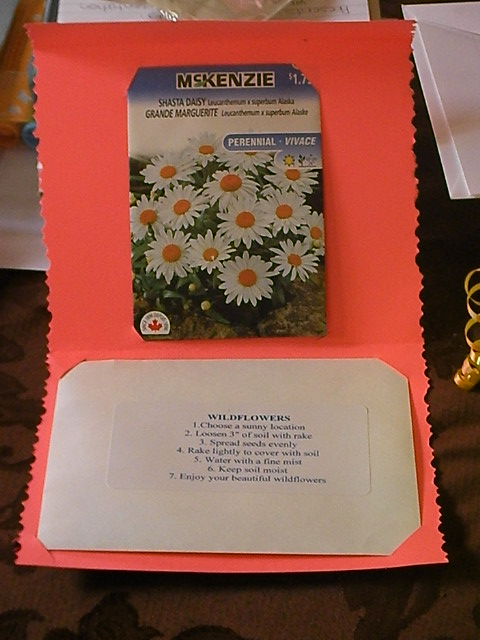 McKENZIE
$1.7
SHASTA DAISY Leucanthemum x superbum Alaska
GRANDE MARGUERITE Leucanthemum x superbum Alaska
PERENNIAL - VIVACE
WILDFLOWERS
1.Choose a sunny location
2. Loosen 3" of soil with rake
3. Spread seeds evenly
4. Rake lightly to cover with soil
5. Water with a fine mist
6. Keep soil moist
7. Enjoy your beautiful wildflowers